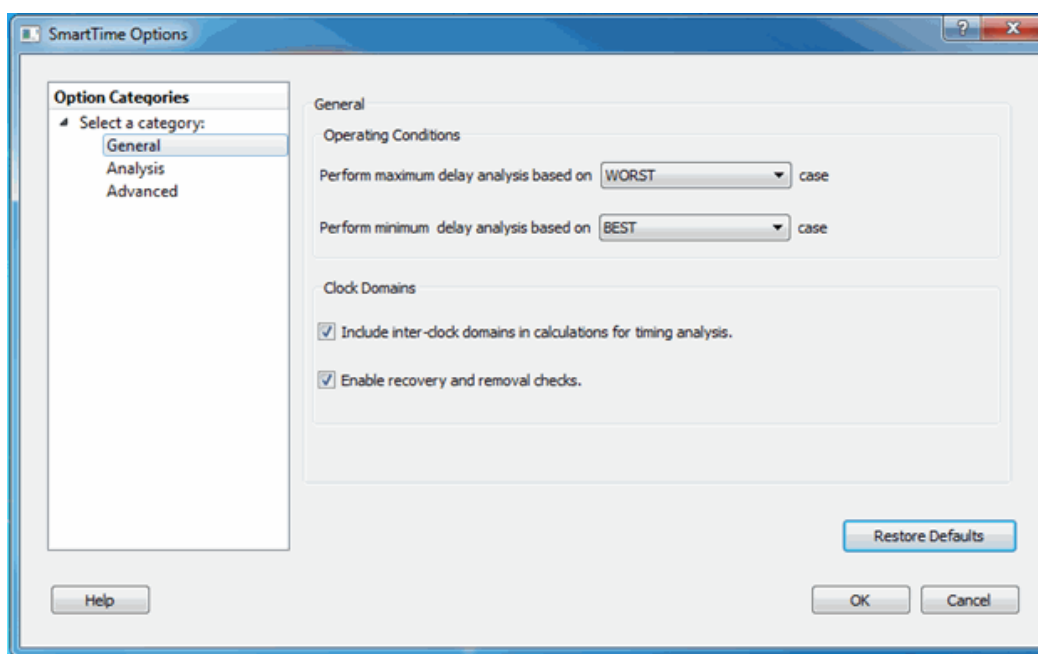 SmartTime Options
Option Categories
Select a category:
General
Analysis
Advanced
General
Operating Conditions
Perform maximum delay analysis based on WORST case
Perform minimum delay analysis based on BEST case
Clock Domains
Include inter-clock domains in calculations for timing analysis.
Enable recovery and removal checks.
Restore Defaults
Help OK Cancel